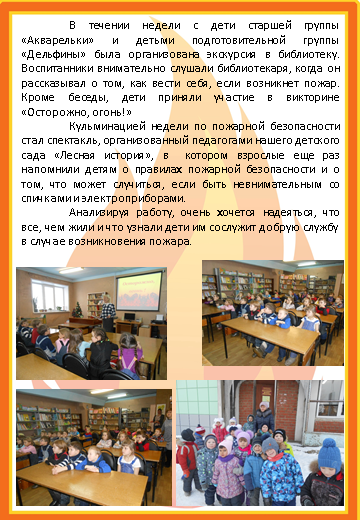 В течении недели с дети старшей группы
«Акварельки» и детьми подготовительной группы
«Дельфины» была организована экскурсия в библиотеку.
Воспитанники внимательно слушали библиотекаря, когда он
рассказывал о том, как вести себя, если возникнет пожар.
Кроме беседы, дети приняли участие в викторине
«Осторожно, огонь!»
Кульминацией недели по пожарной безопасности
стал спектакль, организованный педагогами нашего детского
сада «Лесная история», в котором взрослые еще раз
напомнили детям о правилах пожарной безопасности и о
том, что может случиться, если быть невнимательным со
спичками и электроприборами.
Анализируя работу, очень хочется надеяться, что
все, чем жили и что узнали дети им сослужит добрую службу
в случае возникновения пожара.